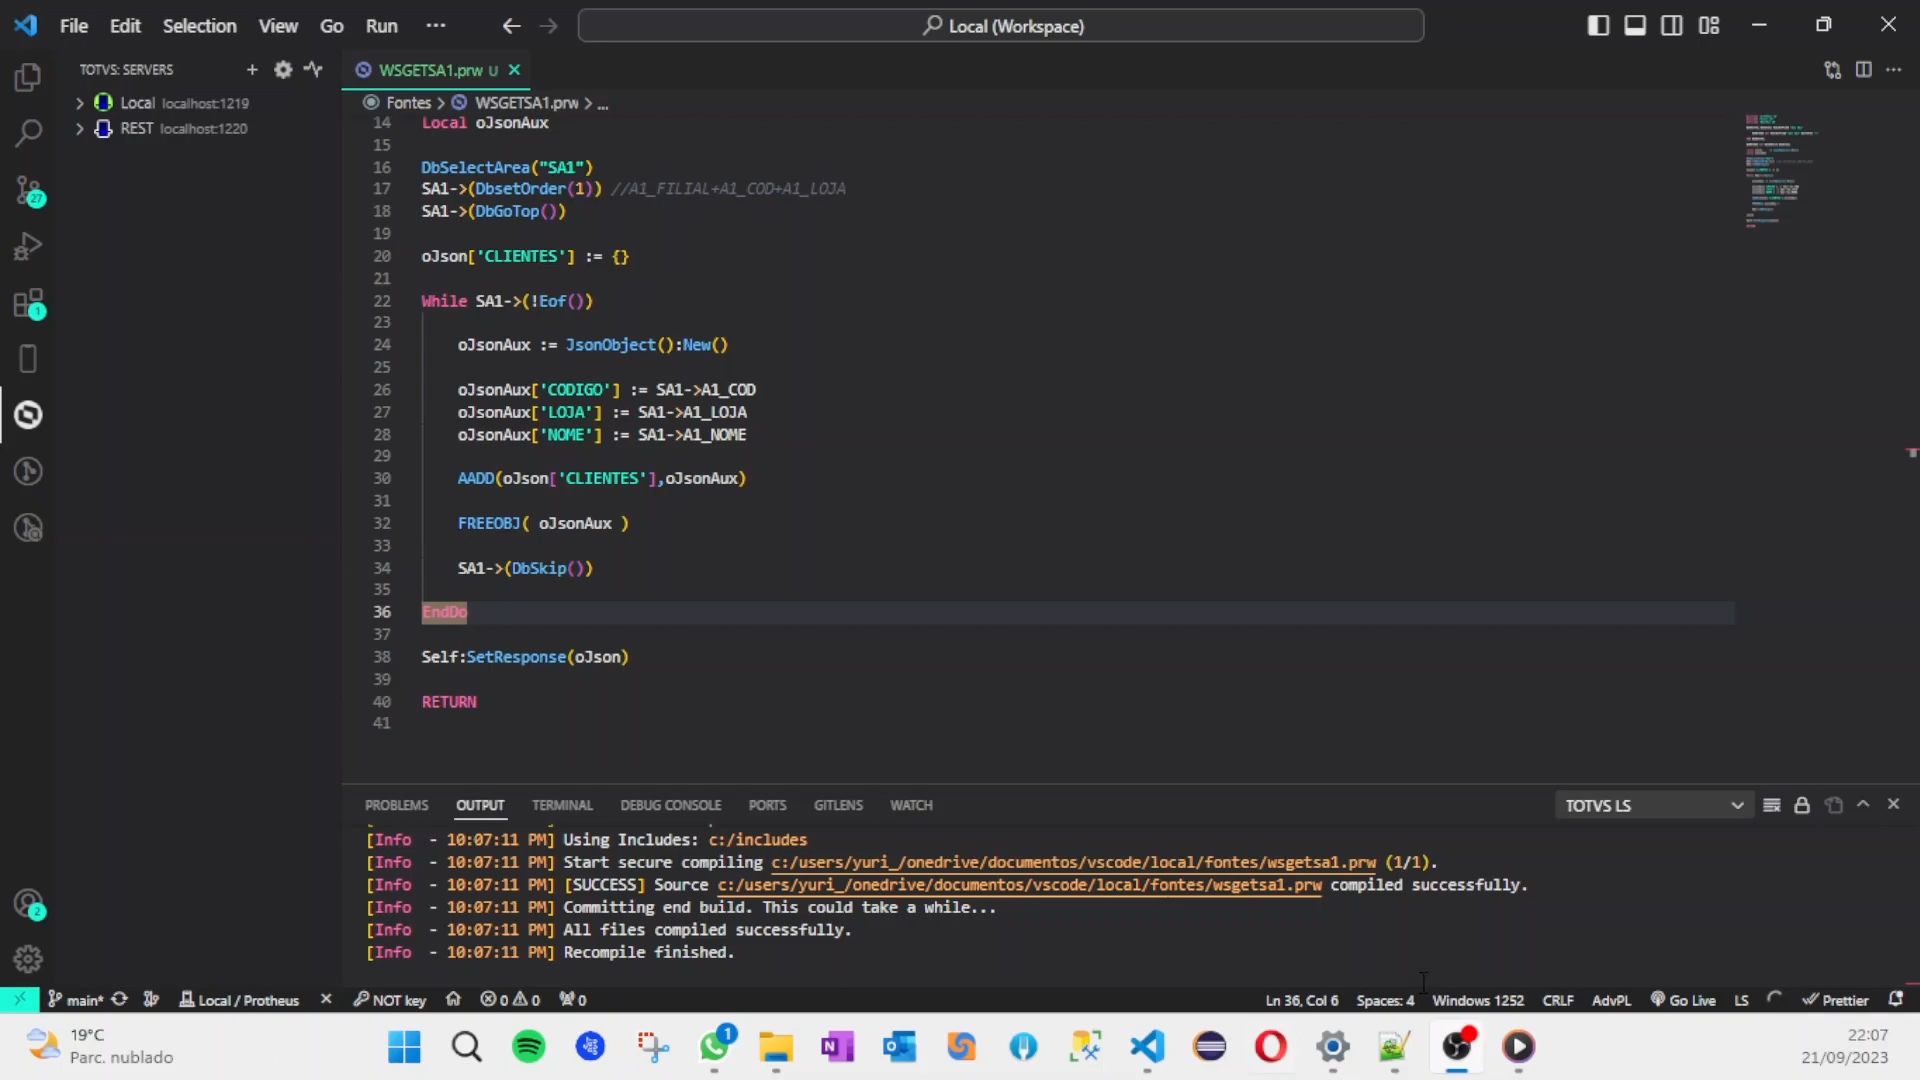 File Edit Selection View Go Run ··· Local (Workspace)
TOTVS: SERVERS
Local localhost:1219
REST localhost:1220
WSGETSA1.prw U
Fontes > WSGETSA1.prw > ...
14 Local oJsonAux
15
16 DbSelectArea("SA1")
17 SA1->(DbsetOrder(1)) //A1_FILIAL+A1_COD+A1_LOJA
18 SA1->(DbGoTop())
19
20 oJson['CLIENTES'] := {}
21
22 While SA1->(!Eof())
23
24 oJsonAux := JsonObject():New()
25
26 oJsonAux['CODIGO'] := SA1->A1_COD
27 oJsonAux['LOJA'] := SA1->A1_LOJA
28 oJsonAux['NOME'] := SA1->A1_NOME
29
30 AADD(oJson['CLIENTES'],oJsonAux)
31
32 FREEOBJ( oJsonAux )
33
34 SA1->(DbSkip())
35
36 EndDo
37
38 Self:SetResponse(oJson)
39
40 RETURN
41
27
1
2
PROBLEMS OUTPUT TERMINAL DEBUG CONSOLE PORTS GITLENS WATCH TOTVS LS
[Info - 10:07:11 PM] Using Includes: c:/includes
[Info - 10:07:11 PM] Start secure compiling c:/users/yuri_/onedrive/documentos/vscode/local/fontes/wsgetsa1.prw (1/1).
[Info - 10:07:11 PM] [SUCCESS] Source c:/users/yuri_/onedrive/documentos/vscode/local/fontes/wsgetsa1.prw compiled successfully.
[Info - 10:07:11 PM] Committing end build. This could take a while...
[Info - 10:07:11 PM] All files compiled successfully.
[Info - 10:07:11 PM] Recompile finished.
main* Local / Protheus NOT key 0 0 0 Ln 36, Col 6 Spaces: 4 Windows 1252 CRLF AdvPL Go Live LS Prettier
19°C
Parc. nublado
1
22:07
21/09/2023